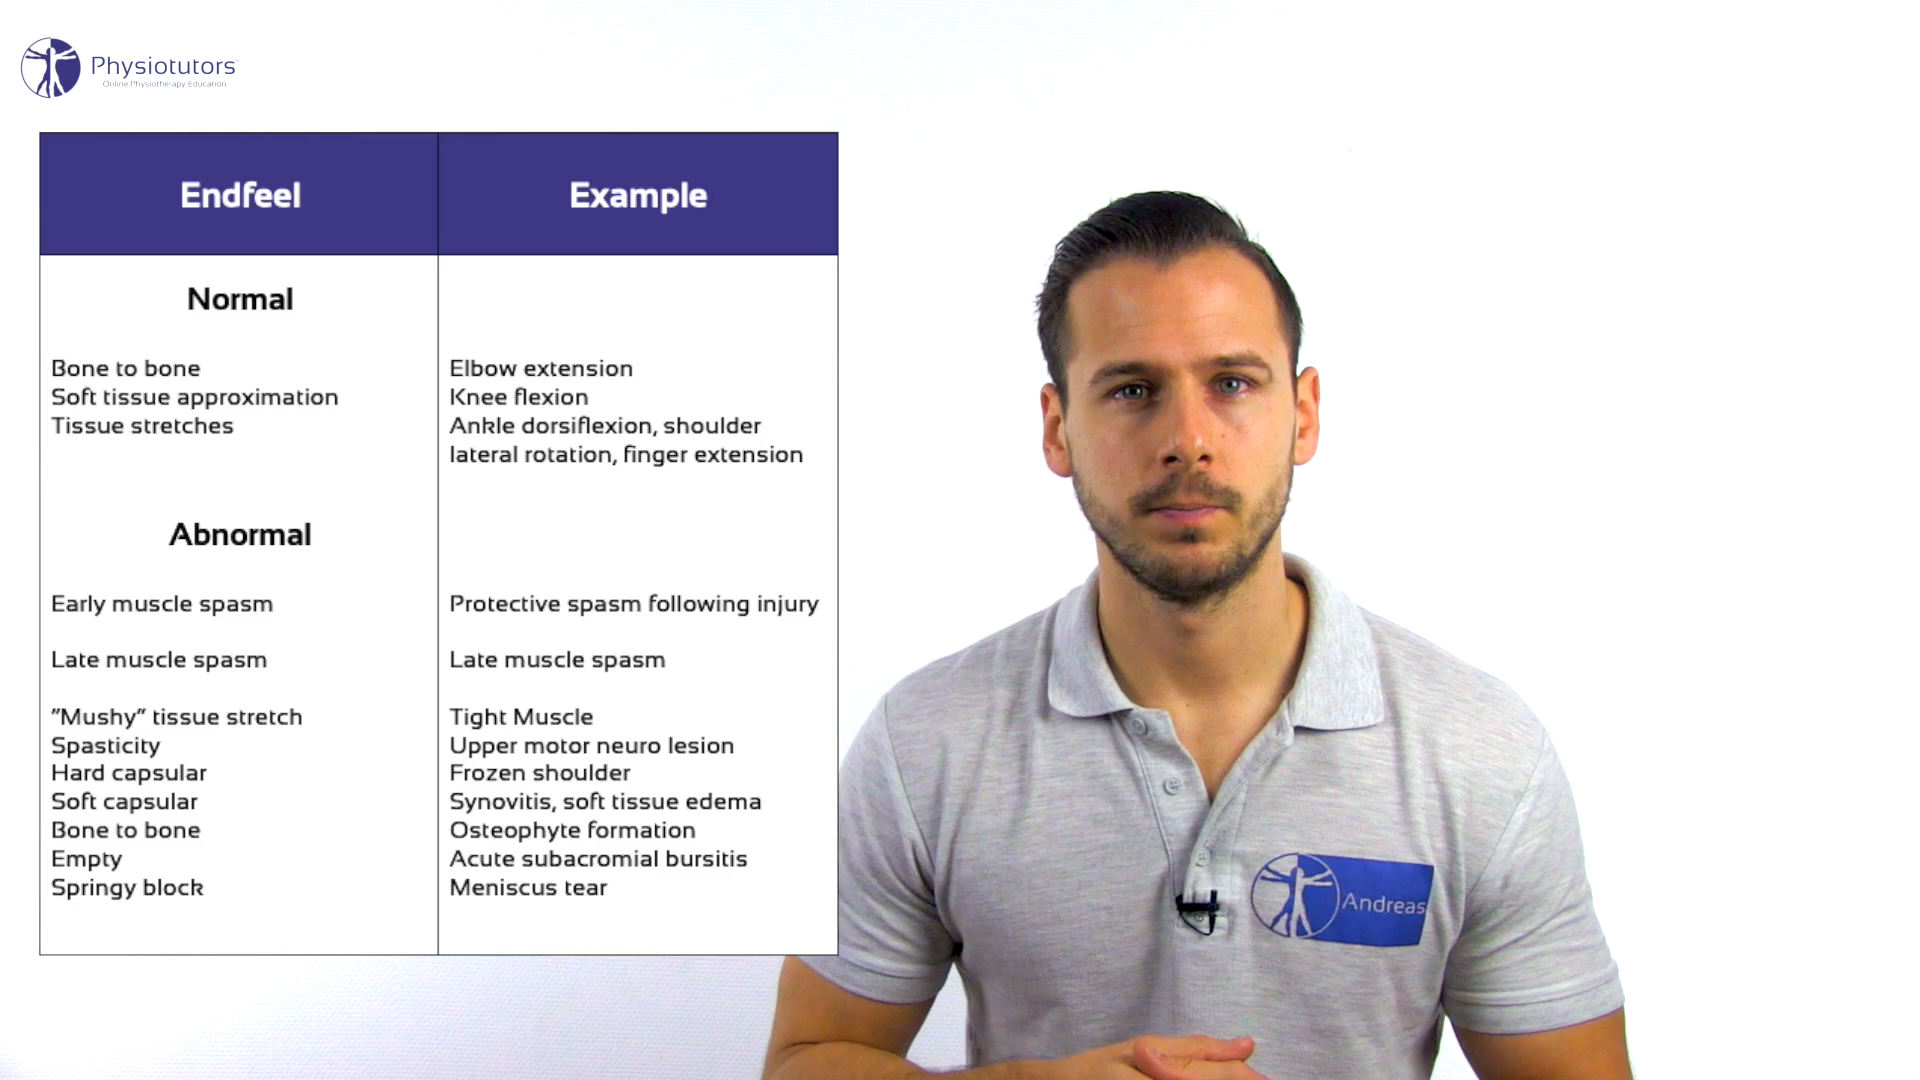 Physiotutors
Online Physiotherapy Education
Endfeel
Example
Normal
Bone to bone
Elbow extension
Soft tissue approximation
Knee flexion
Tissue stretches
Ankle dorsiflexion, shoulder
lateral rotation, finger extension
Abnormal
Early muscle spasm
Protective spasm following injury
Late muscle spasm
Late muscle spasm
"Mushy" tissue stretch
Tight Muscle
Spasticity
Upper motor neuro lesion
Hard capsular
Frozen shoulder
Soft capsular
Synovitis, soft tissue edema
Bone to bone
Osteophyte formation
Empty
Acute subacromial bursitis
Springy block
Meniscus tear
Andreas